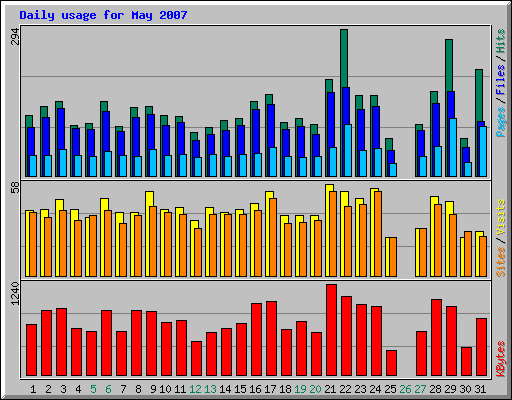 Daily usage for May 2007
294
Pages / Files / Hits
58
Sites / Visits
1240
KBytes
1 2 3 4 5 6 7 8 9 10 11 12 13 14 15 16 17 18 19 20 21 22 23 24 25 26 27 28 29 30 31